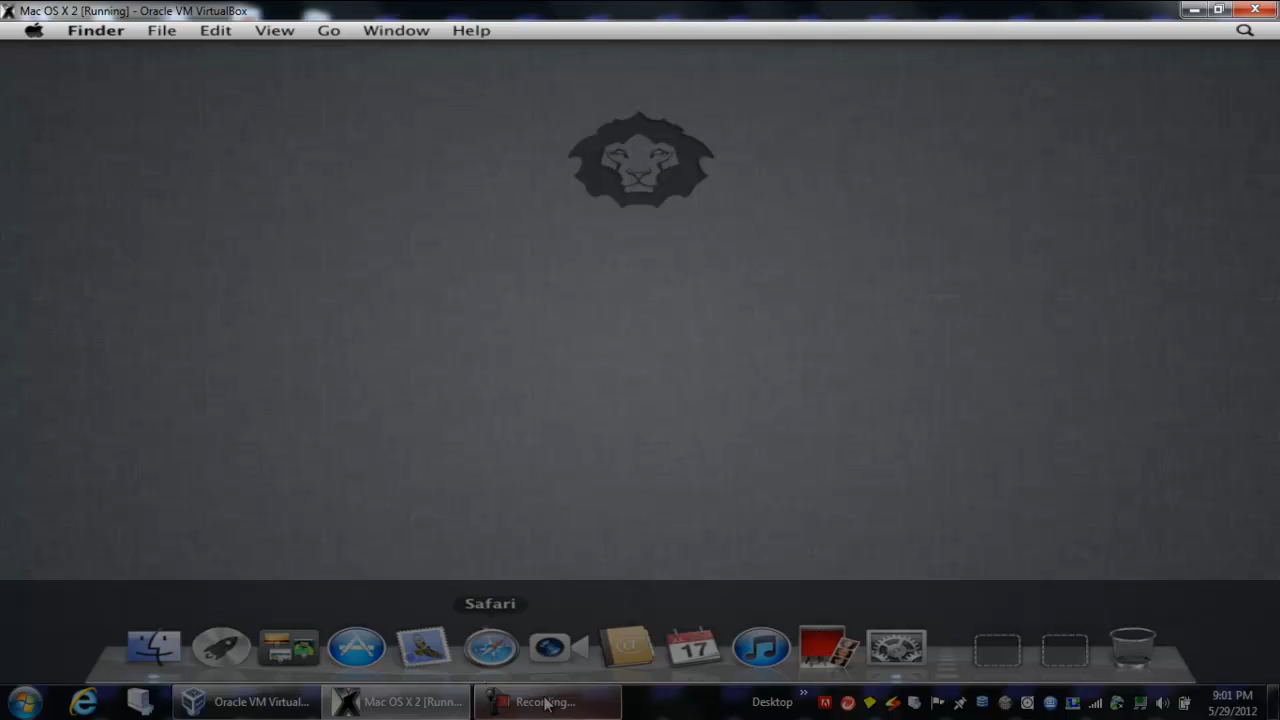 Mac OS X 2 [Running] - Oracle VM VirtualBox
Finder File Edit View Go Window Help
Safari
17
Oracle VM Virtual...
Mac OS X 2 [Runn...
Recording...
Desktop
9:01 PM
5/29/2012